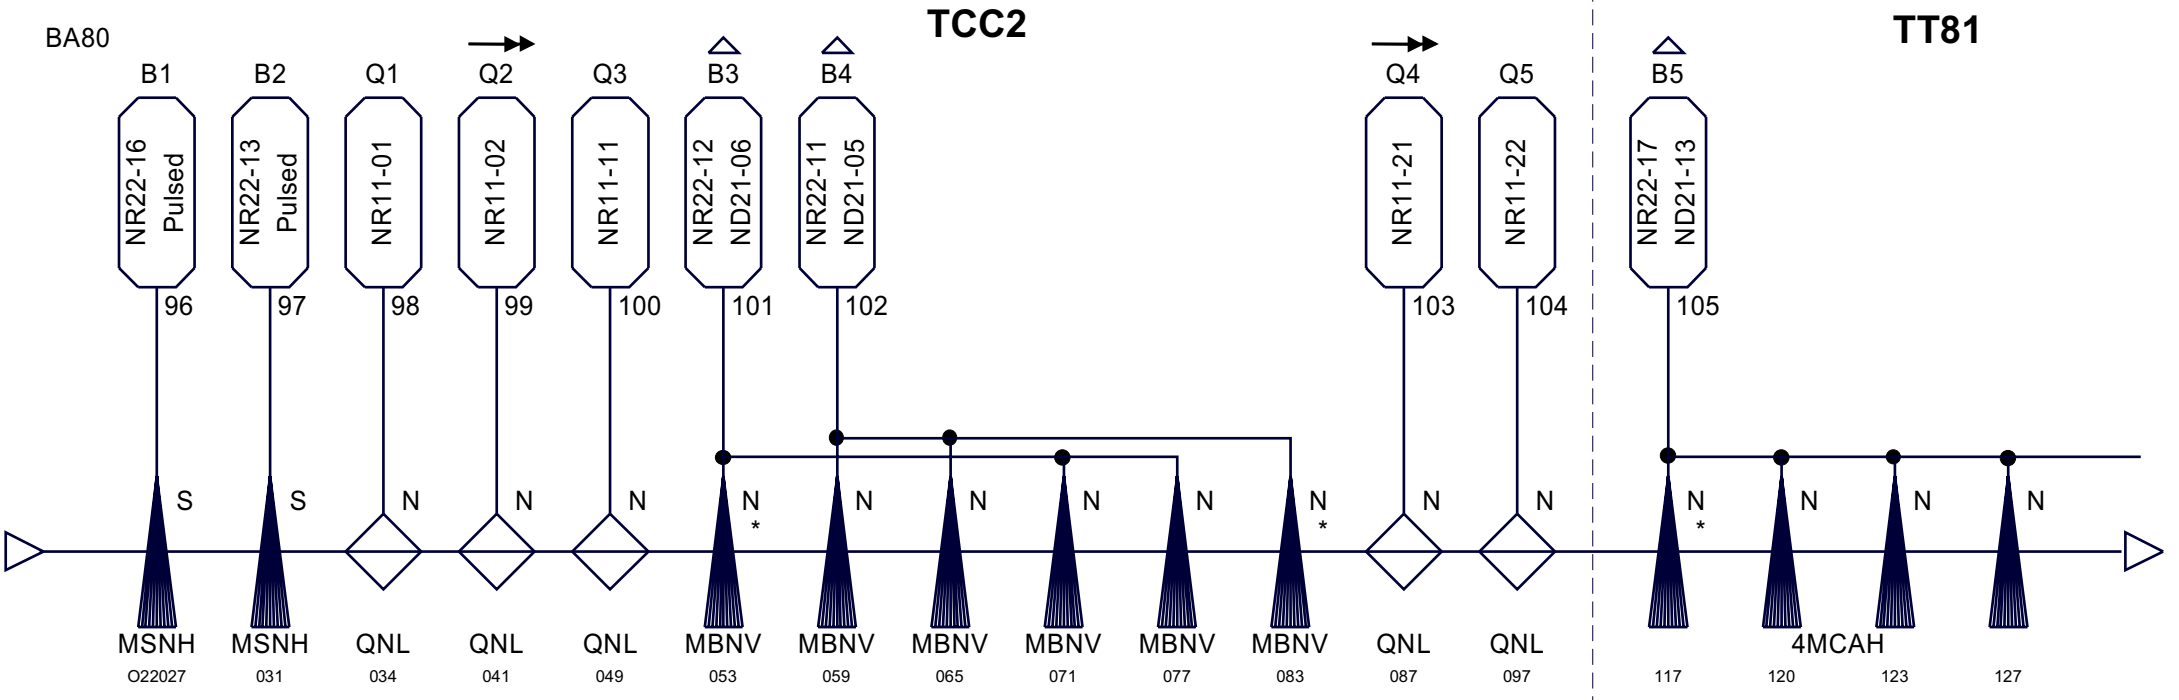 TCC2
TT81
BA80
B1 B2 Q1 Q2 Q3 B3 B4 Q4 Q5 B5
NR22-16
Pulsed
NR22-13
Pulsed
NR11-01
NR11-02
NR11-11
NR22-12
ND21-06
NR22-11
ND21-05
NR11-21
NR11-22
NR22-17
ND21-13
96 97 98 99 100 101 102 103 104 105
S S N N N N N N N N N N N N N N N
* * *
MSNH MSNH QNL QNL QNL MBNV MBNV MBNV MBNV MBNV MBNV QNL QNL 4MCAH
O22027 031 034 041 049 053 059 065 071 077 083 087 097 117 120 123 127